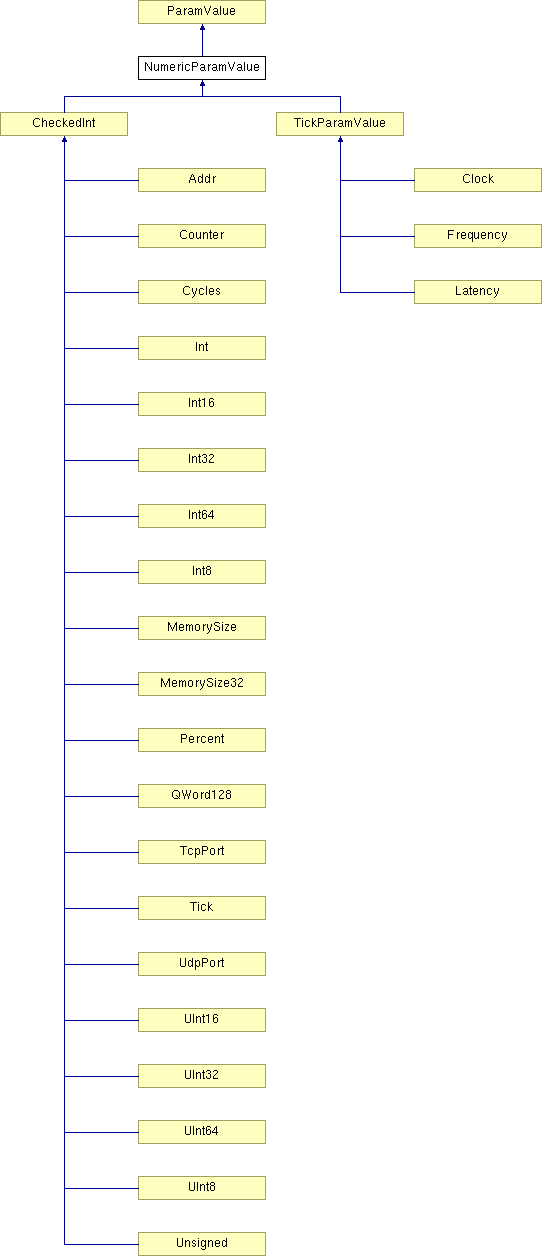 ParamValue
NumericParamValue
CheckedInt
TickParamValue
Addr
Clock
Counter
Frequency
Cycles
Latency
Int
Int16
Int32
Int64
Int8
MemorySize
MemorySize32
Percent
QWord128
TcpPort
Tick
UdpPort
UInt16
UInt32
UInt64
UInt8
Unsigned